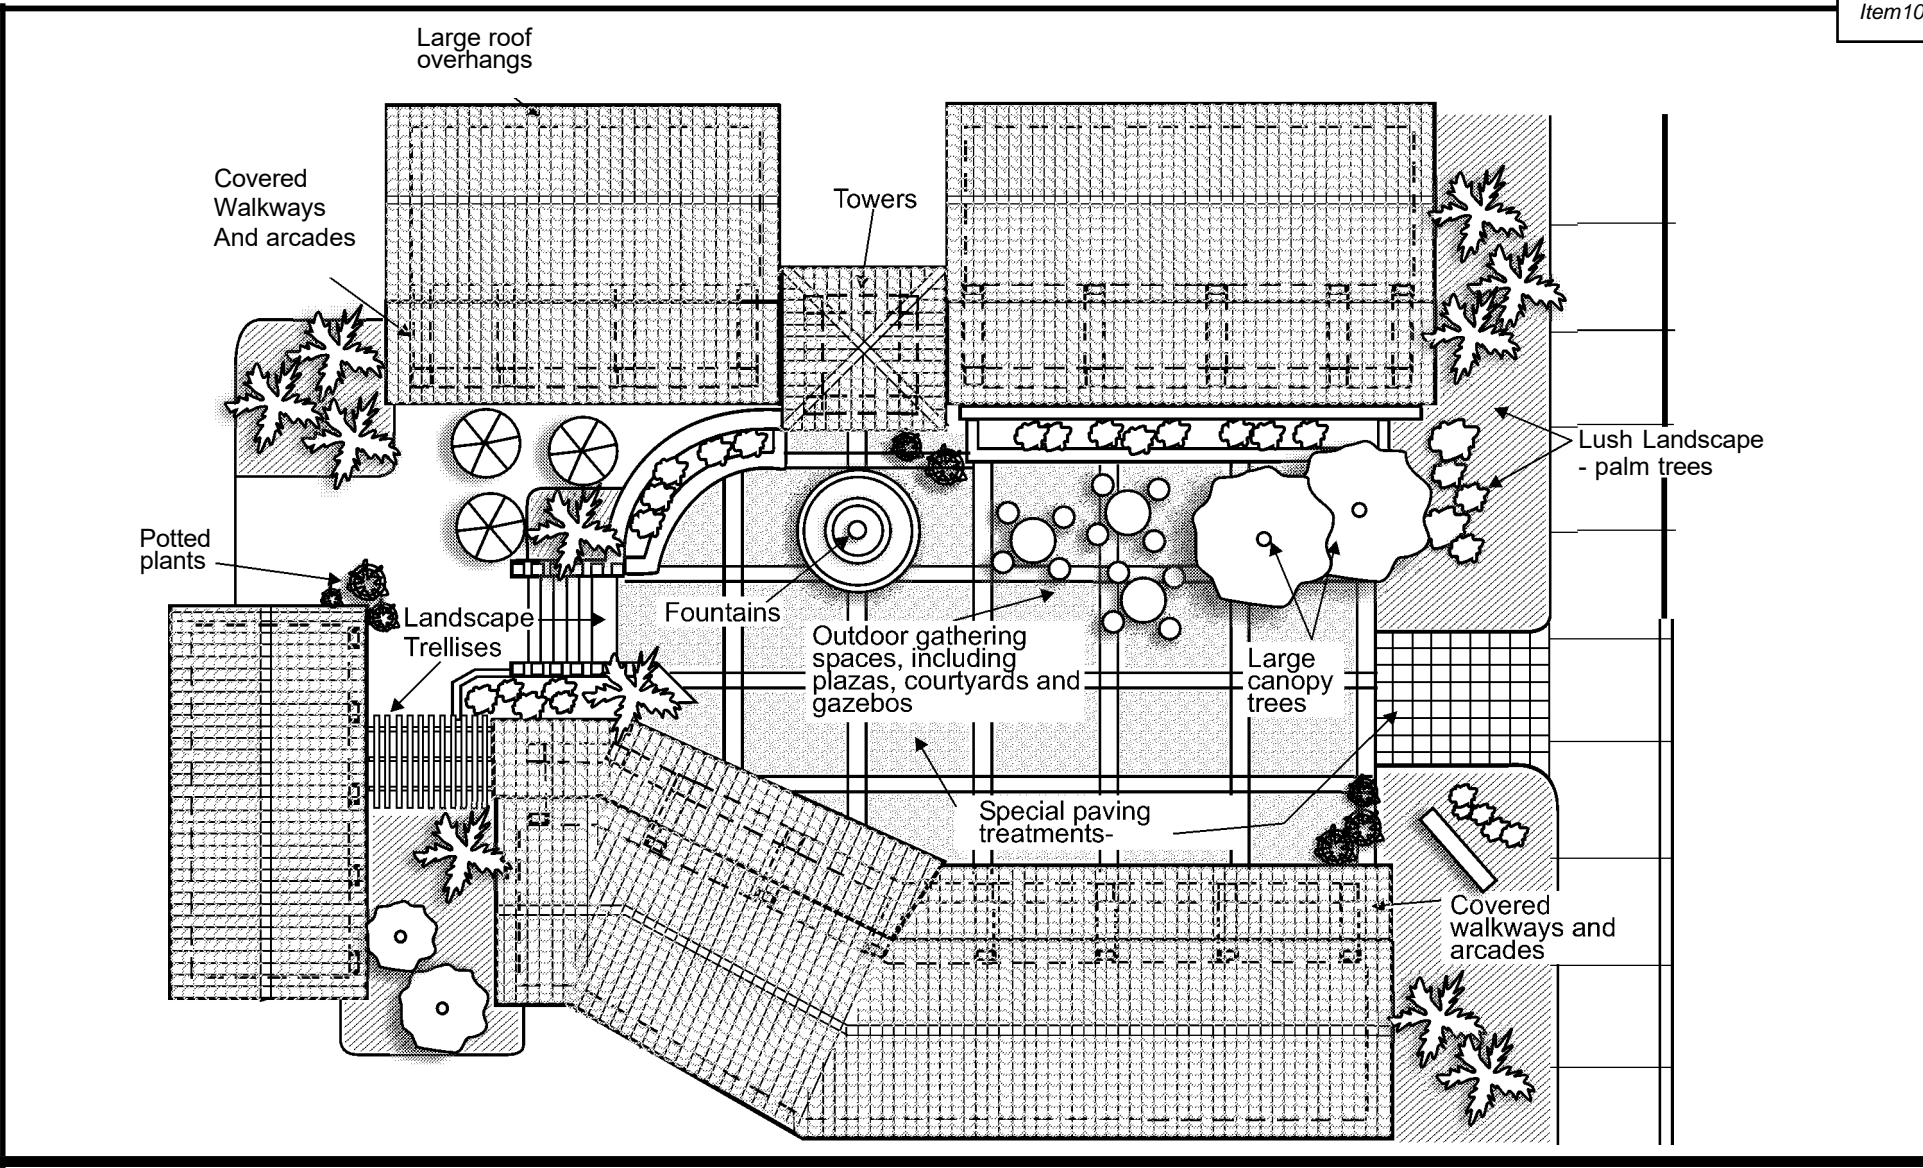 Item10
Large roof
overhangs
Covered
Walkways
And arcades
Towers
Lush Landscape
- palm trees
Potted
plants
Landscape
Trellises
Fountains
Outdoor gathering
spaces, including
plazas, courtyards and
gazebos
Large
canopy
trees
Special paving
treatments-
Covered
walkways and
arcades